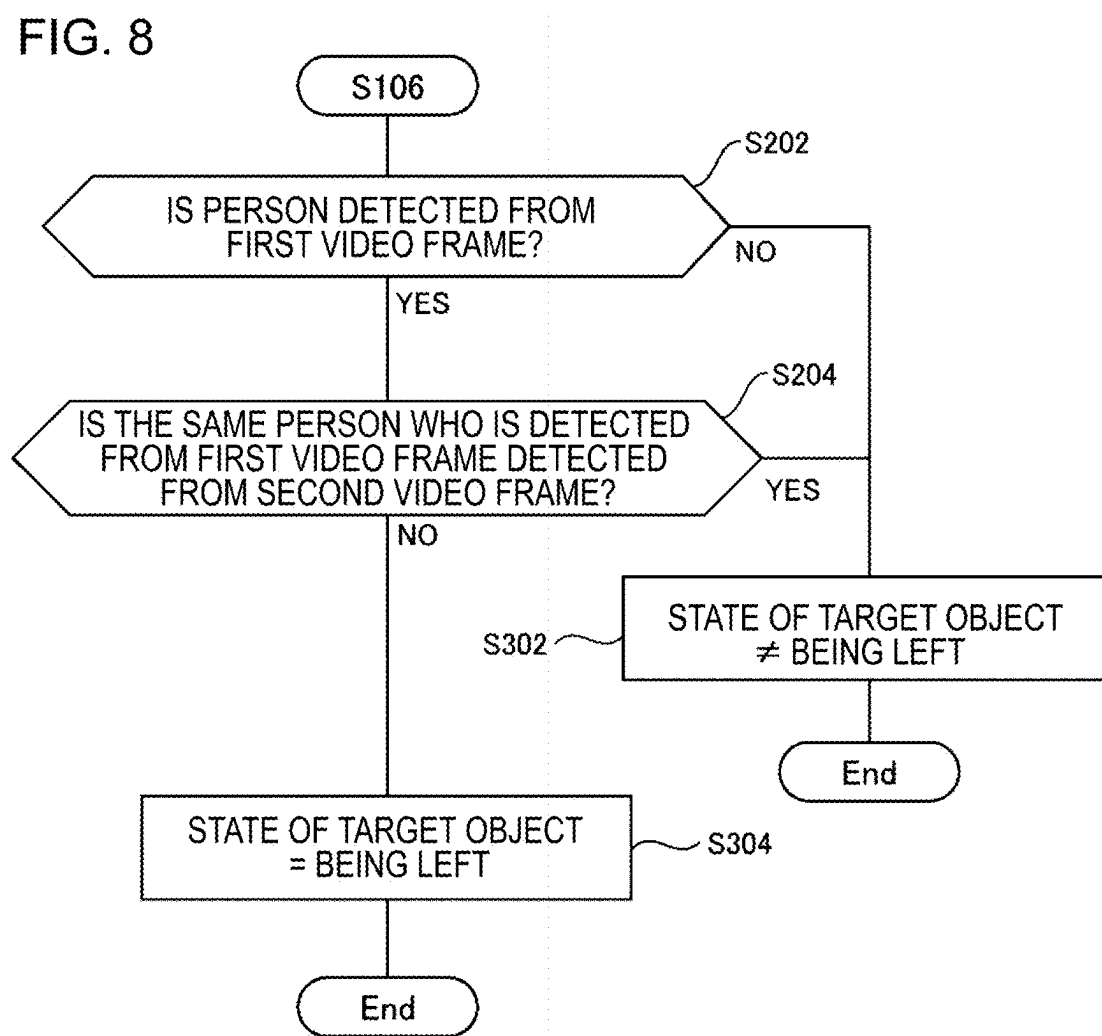 FIG. 8
S106
S202
IS PERSON DETECTED FROM
FIRST VIDEO FRAME?
NO
YES
S204
IS THE SAME PERSON WHO IS DETECTED
FROM FIRST VIDEO FRAME DETECTED
FROM SECOND VIDEO FRAME?
YES
NO
STATE OF TARGET OBJECT
≠ BEING LEFT
S302
End
STATE OF TARGET OBJECT
= BEING LEFT
S304
End